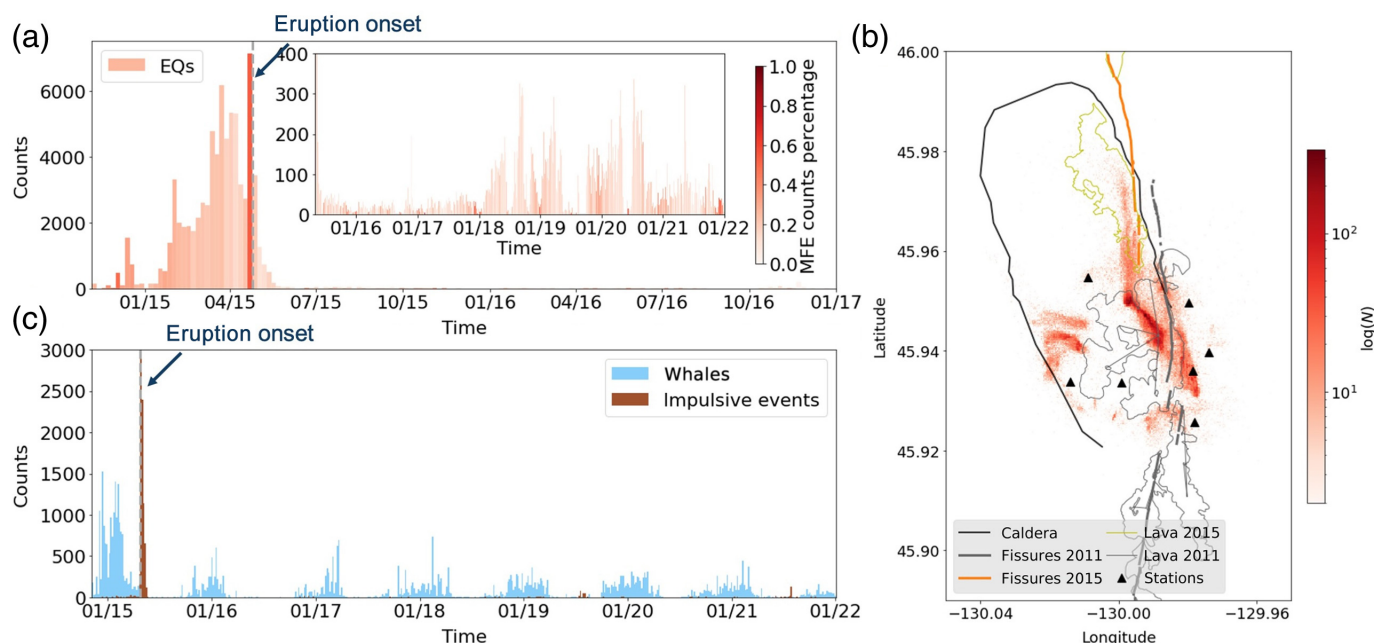 (a)
Eruption onset
EQs
Counts
6000
4000
2000
0
01/15
04/15
07/15
10/15
01/16
04/16
07/16
10/16
01/17
Time
400
300
200
100
0
01/16
01/17
01/18
01/19
01/20
01/21
01/22
Time
1.0
0.8
0.6
0.4
0.2
0.0
MFE counts percentage
(c)
Eruption onset
Whales
Impulsive events
Counts
3000
2500
2000
1500
1000
500
0
01/15
01/16
01/17
01/18
01/19
01/20
01/21
01/22
Time
(b)
Latitude
46.00
45.98
45.96
45.94
45.92
45.90
Caldera
Fissures 2011
Fissures 2015
Lava 2015
Lava 2011
Stations
−130.04
−130.00
−129.96
Longitude
10²
10¹
log(N)